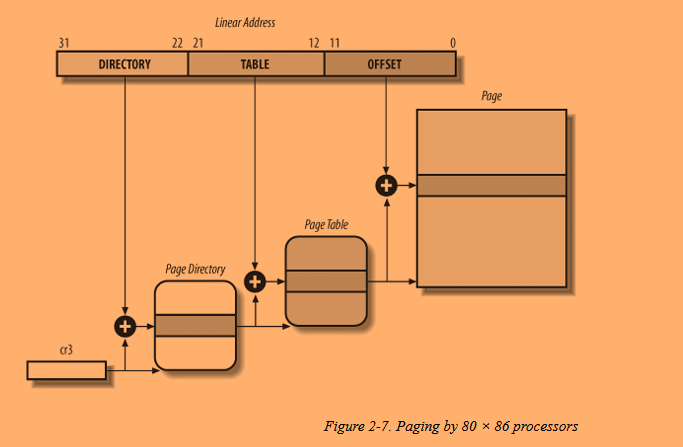 Linear Address
31 22 21 12 11 0
DIRECTORY TABLE OFFSET
Page
Page Table
Page Directory
cr3
Figure 2-7. Paging by 80 × 86 processors